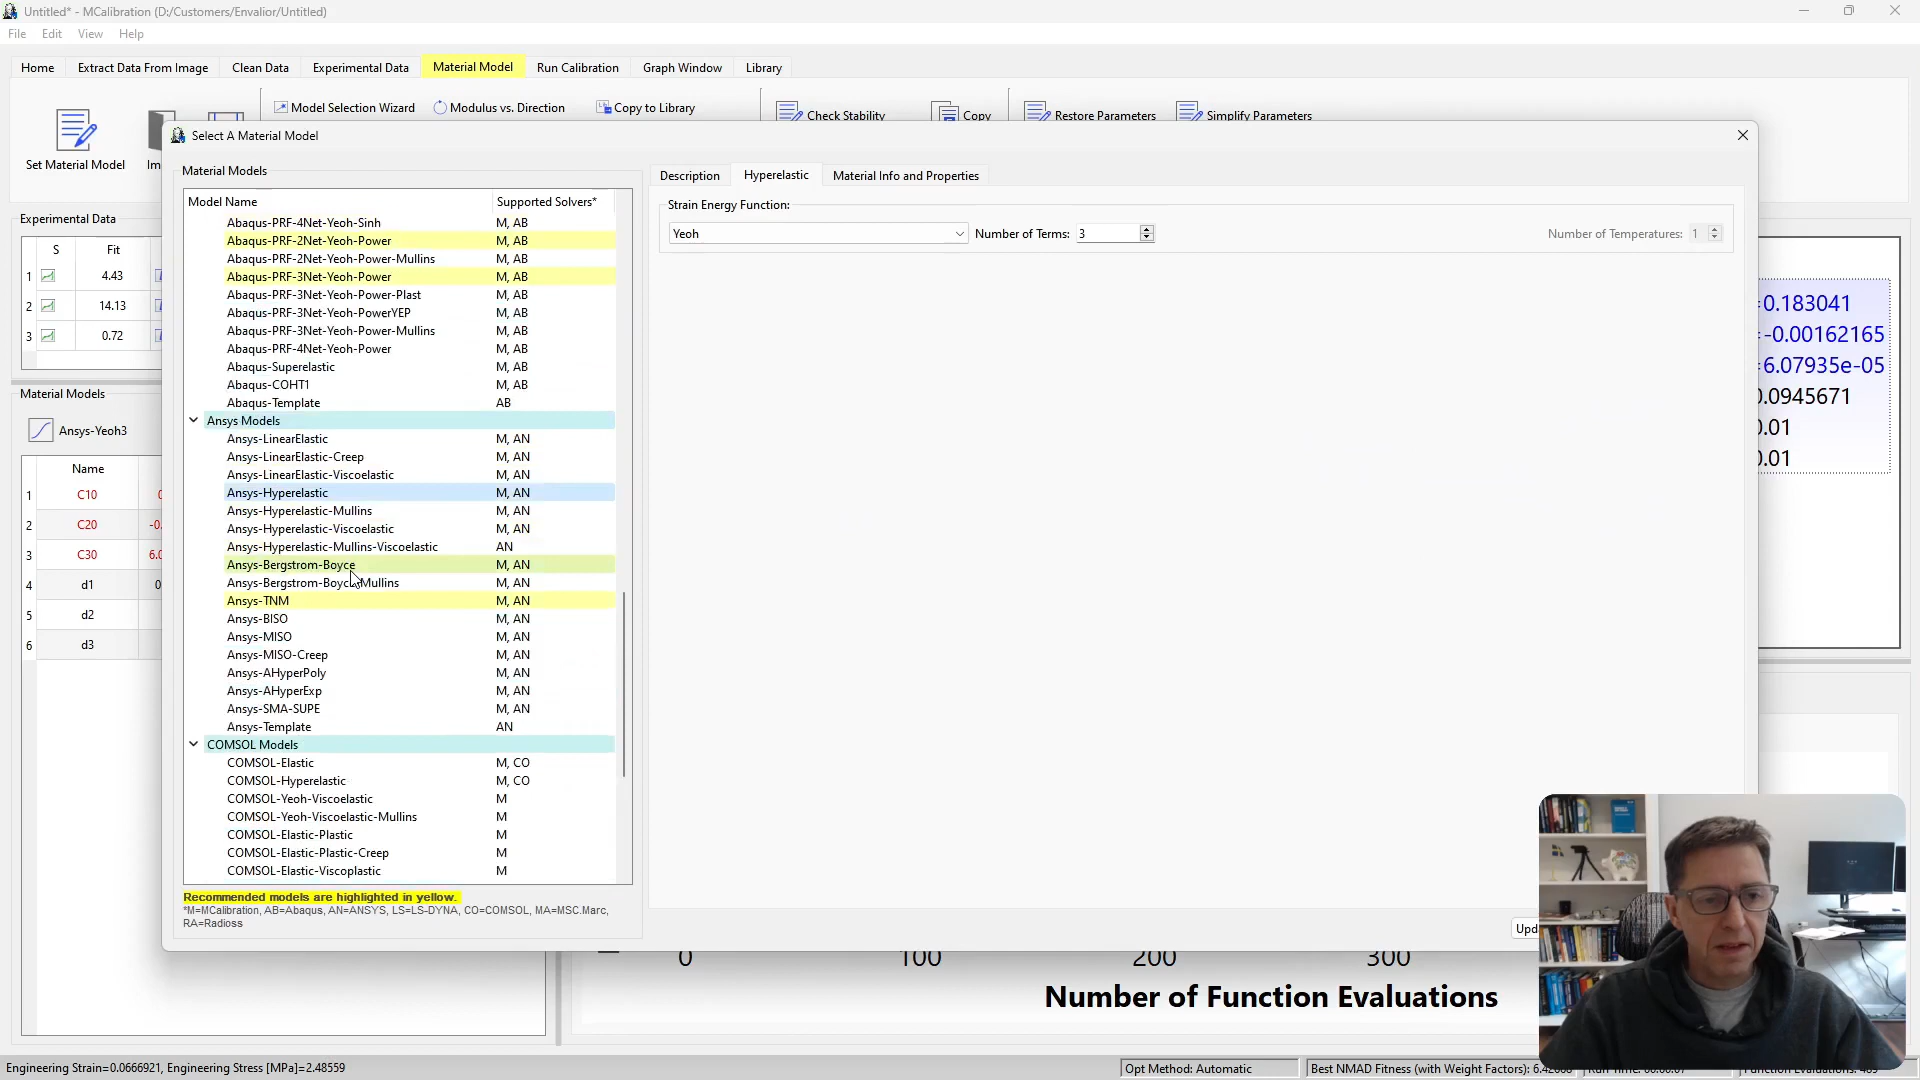 Untitled* - MCalibration (D:/Customers/Envalior/Untitled)
File Edit View Help
Home Extract Data From Image Clean Data Experimental Data Material Model Run Calibration Graph Window Library
Model Selection Wizard Modulus vs. Direction Copy to Library Check Stability Copy Restore Parameters Simplify Parameters
Set Material Model
Select A Material Model
Experimental Data
S Fit
1 4.43
2 14.13
3 0.72
Material Models
Ansys-Yeoh3
Name
1 C10
2 C20 -0.
3 C30 6.0
4 d1 0
5 d2
6 d3
Material Models
Model Name Supported Solvers*
Abaqus-PRF-4Net-Yeoh-Sinh M, AB
Abaqus-PRF-2Net-Yeoh-Power M, AB
Abaqus-PRF-2Net-Yeoh-Power-Mullins M, AB
Abaqus-PRF-3Net-Yeoh-Power M, AB
Abaqus-PRF-3Net-Yeoh-Power-Plast M, AB
Abaqus-PRF-3Net-Yeoh-PowerYEP M, AB
Abaqus-PRF-3Net-Yeoh-Power-Mullins M, AB
Abaqus-PRF-4Net-Yeoh-Power M, AB
Abaqus-Superelastic M, AB
Abaqus-COHT1 M, AB
Abaqus-Template AB
Ansys Models
Ansys-LinearElastic M, AN
Ansys-LinearElastic-Creep M, AN
Ansys-LinearElastic-Viscoelastic M, AN
Ansys-Hyperelastic M, AN
Ansys-Hyperelastic-Mullins M, AN
Ansys-Hyperelastic-Viscoelastic M, AN
Ansys-Hyperelastic-Mullins-Viscoelastic AN
Ansys-Bergstrom-Boyce M, AN
Ansys-Bergstrom-Boyce-Mullins M, AN
Ansys-TNM M, AN
Ansys-BISO M, AN
Ansys-MISO M, AN
Ansys-MISO-Creep M, AN
Ansys-AHyperPoly M, AN
Ansys-AHyperExp M, AN
Ansys-SMA-SUPE M, AN
Ansys-Template AN
COMSOL Models
COMSOL-Elastic M, CO
COMSOL-Hyperelastic M, CO
COMSOL-Yeoh-Viscoelastic M
COMSOL-Yeoh-Viscoelastic-Mullins M
COMSOL-Elastic-Plastic M
COMSOL-Elastic-Plastic-Creep M
COMSOL-Elastic-Viscoplastic M
Recommended models are highlighted in yellow.
*M=MCalibration, AB=Abaqus, AN=ANSYS, LS=LS-DYNA, CO=COMSOL, MA=MSC.Marc,
RA=Radioss
Description Hyperelastic Material Info and Properties
Strain Energy Function:
Yeoh Number of Terms: 3 Number of Temperatures: 1
=0.183041
=-0.00162165
=6.07935e-05
0.0945671
0.01
0.01
0 100 200 300
Number of Function Evaluations
Engineering Strain=0.0666921, Engineering Stress [MPa]=2.48559
Opt Method: Automatic Best NMAD Fitness (with Weight Factors):